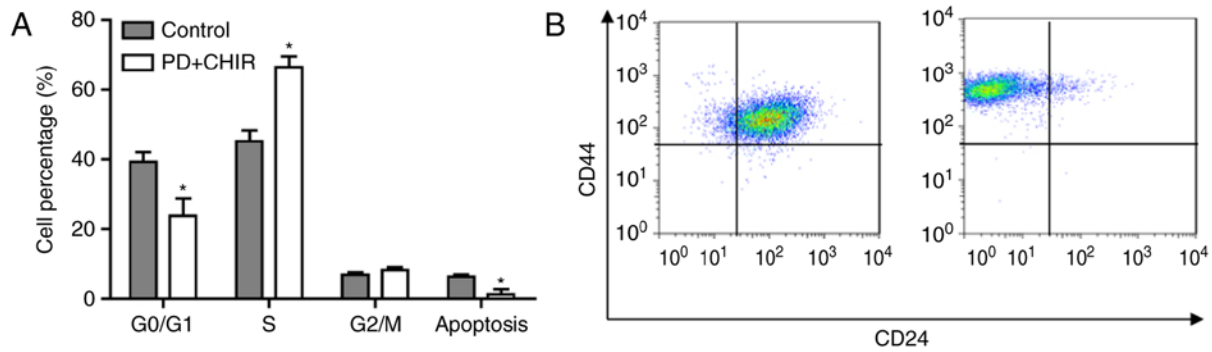 A
Cell percentage (%)
80
60
40
20
0
Control
PD+CHIR
*
*
*
G0/G1 S G2/M Apoptosis
B
CD44
10^4
10^3
10^2
10^1
10^0
10^0 10^1 10^2 10^3 10^4
10^4
10^3
10^2
10^1
10^0
10^0 10^1 10^2 10^3 10^4
CD24